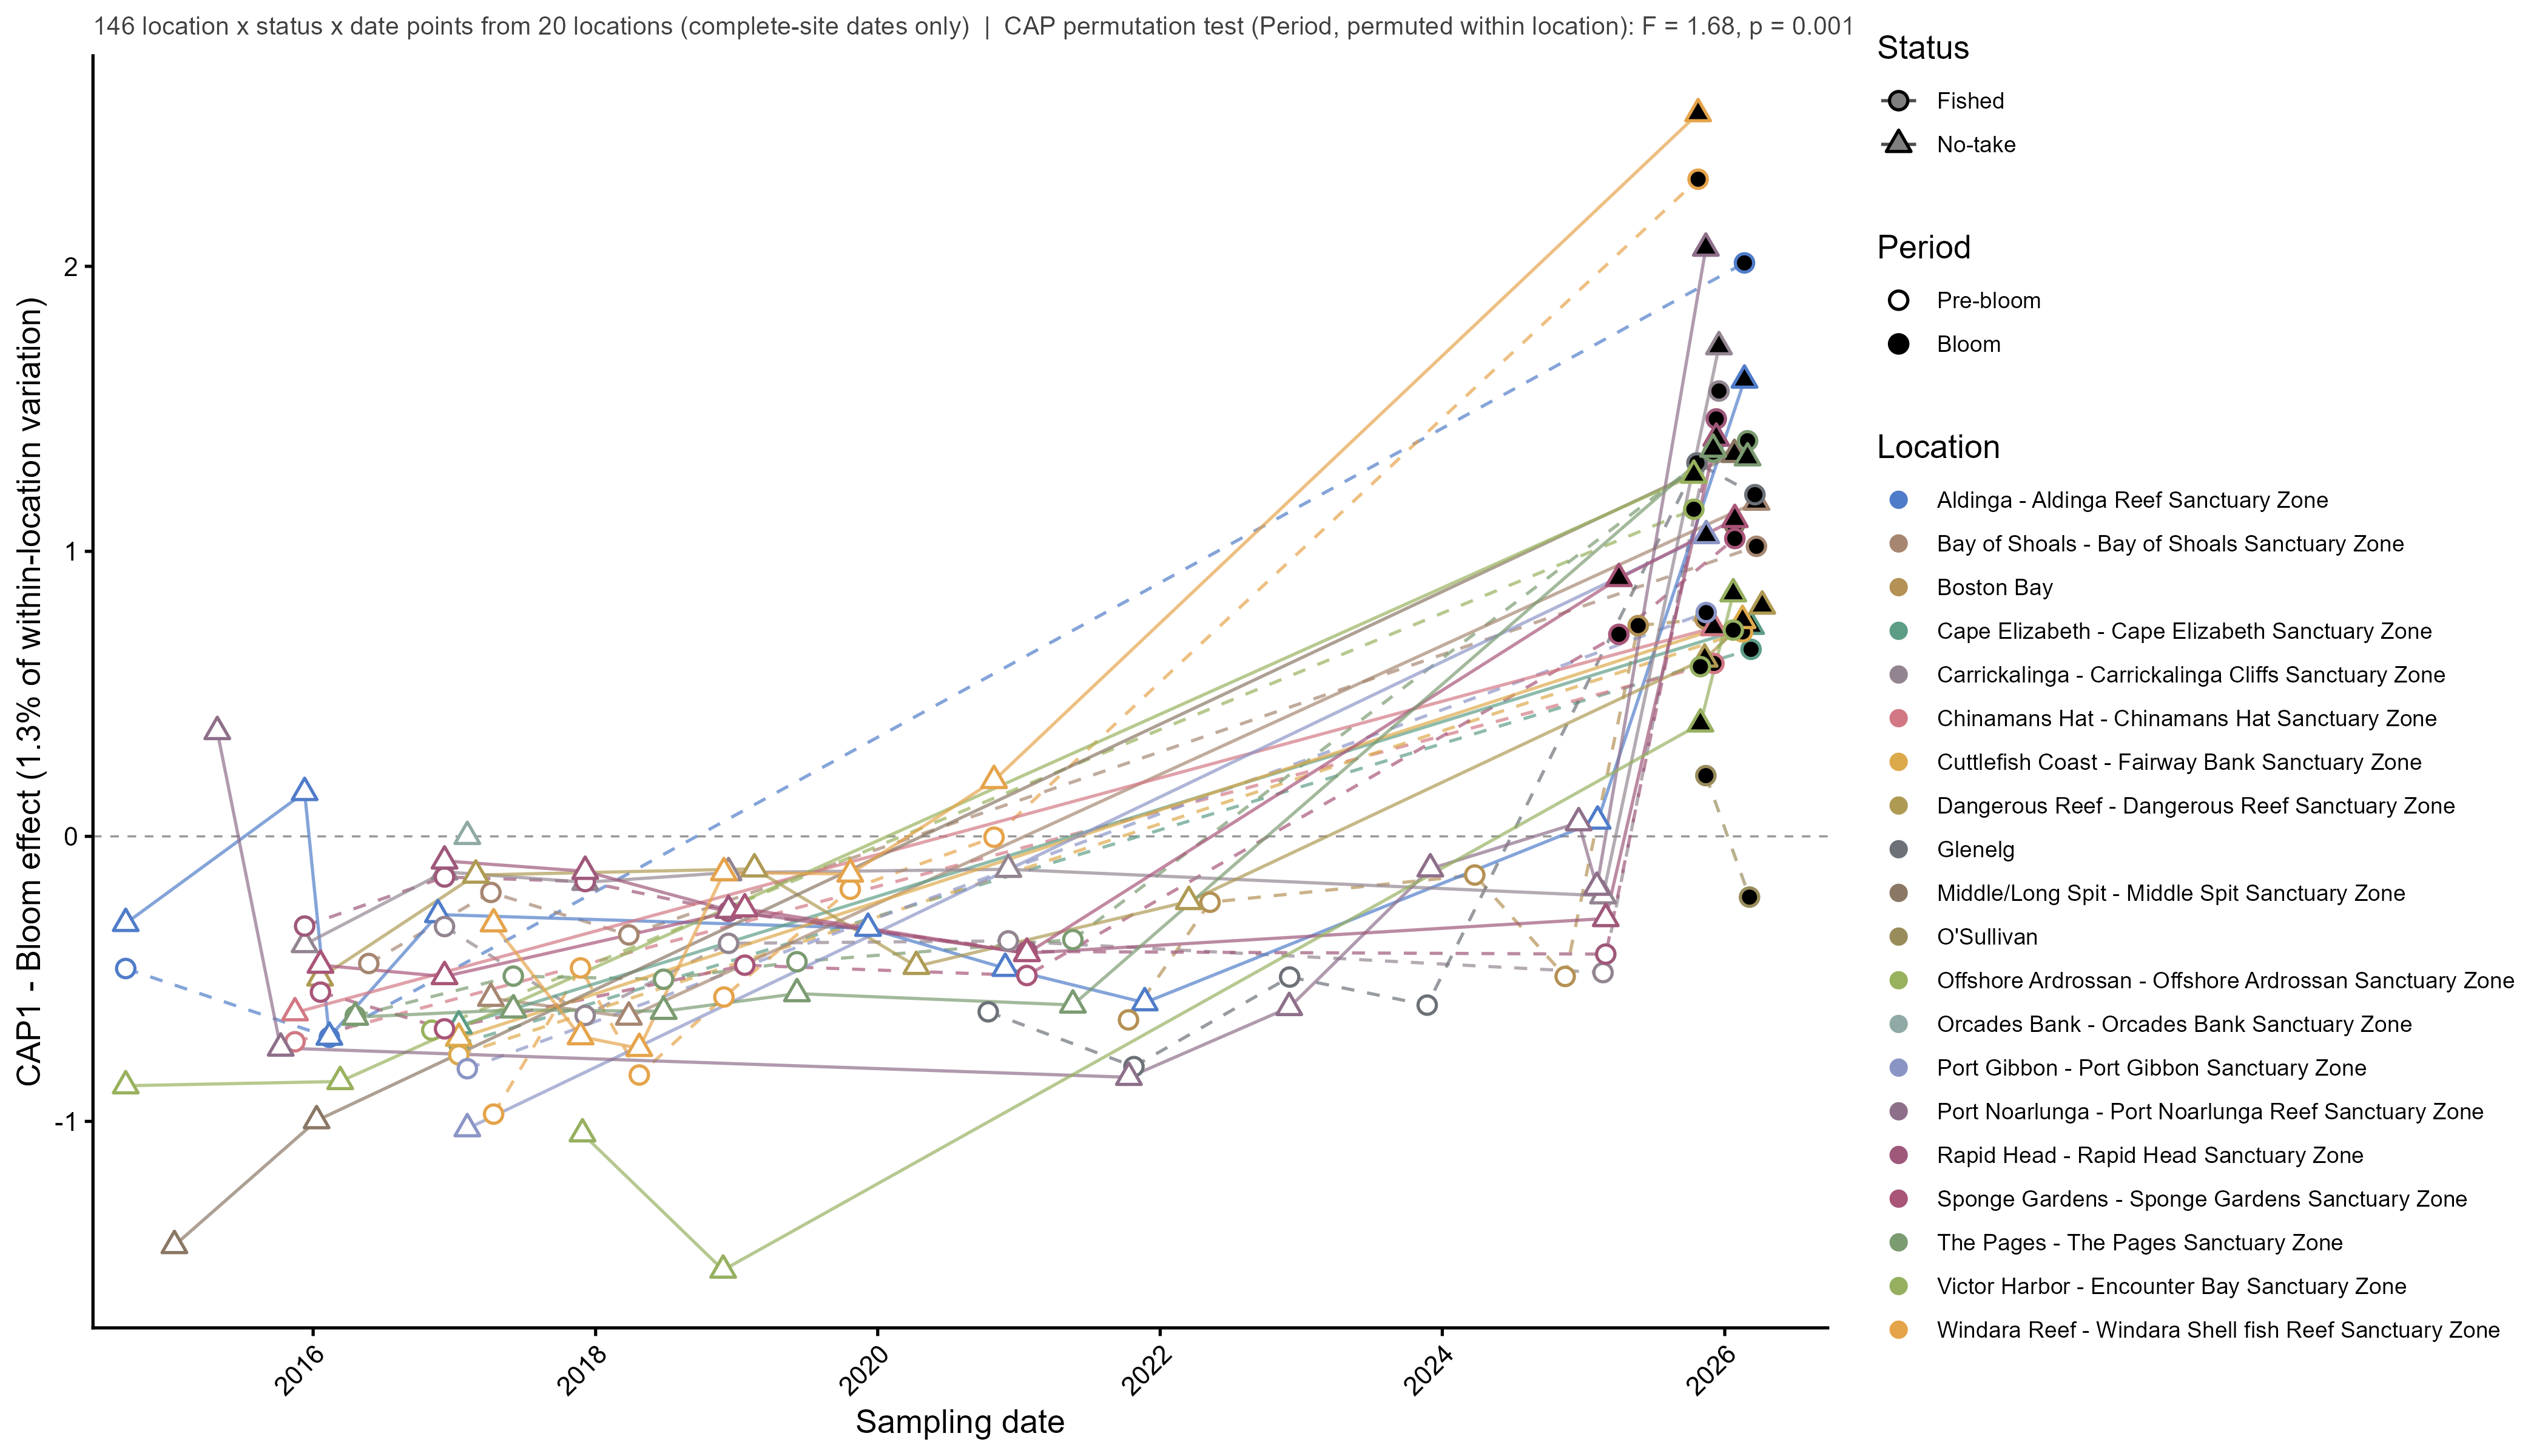 146 location x status x date points from 20 locations (complete-site dates only)  |  CAP permutation test (Period, permuted within location): F = 1.68, p = 0.001
CAP1 - Bloom effect (1.3% of within-location variation)
2
1
0
-1
2016
2018
2020
2022
2024
2026
Sampling date
Status
Fished
No-take
Period
Pre-bloom
Bloom
Location
Aldinga - Aldinga Reef Sanctuary Zone
Bay of Shoals - Bay of Shoals Sanctuary Zone
Boston Bay
Cape Elizabeth - Cape Elizabeth Sanctuary Zone
Carrickalinga - Carrickalinga Cliffs Sanctuary Zone
Chinamans Hat - Chinamans Hat Sanctuary Zone
Cuttlefish Coast - Fairway Bank Sanctuary Zone
Dangerous Reef - Dangerous Reef Sanctuary Zone
Glenelg
Middle/Long Spit - Middle Spit Sanctuary Zone
O'Sullivan
Offshore Ardrossan - Offshore Ardrossan Sanctuary Zone
Orcades Bank - Orcades Bank Sanctuary Zone
Port Gibbon - Port Gibbon Sanctuary Zone
Port Noarlunga - Port Noarlunga Reef Sanctuary Zone
Rapid Head - Rapid Head Sanctuary Zone
Sponge Gardens - Sponge Gardens Sanctuary Zone
The Pages - The Pages Sanctuary Zone
Victor Harbor - Encounter Bay Sanctuary Zone
Windara Reef - Windara Shell fish Reef Sanctuary Zone